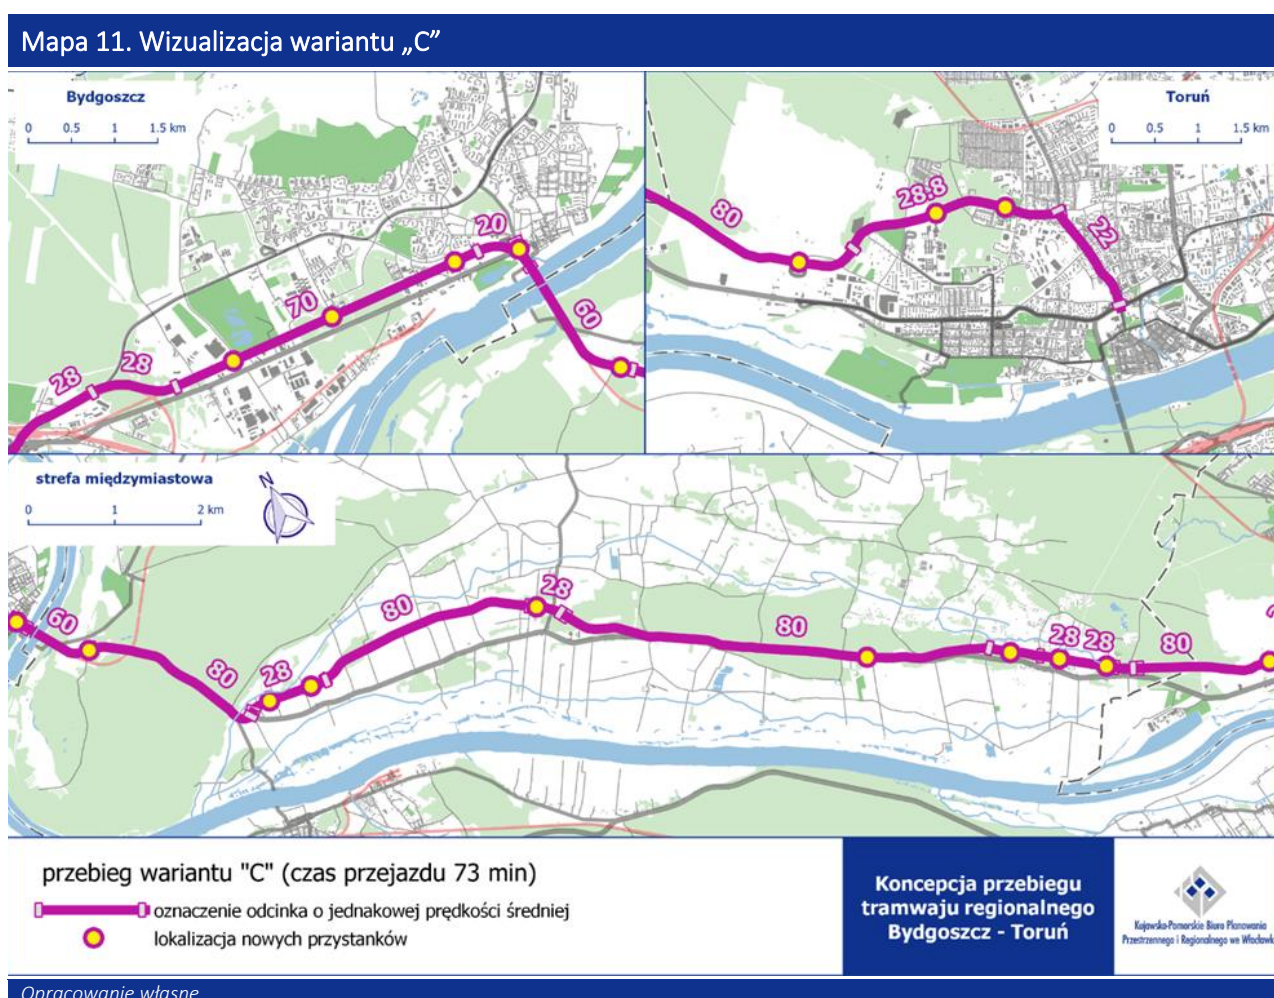 Mapa 11. Wizualizacja wariantu „C”
Bydgoszcz
0 0.5 1 1.5 km
20
70
28
28
60
Toruń
0 0.5 1 1.5 km
80
28.8
22
strefa międzymiastowa
0 1 2 km
N
60
80
28
80
28
80
28
28
80
przebieg wariantu "C" (czas przejazdu 73 min)
oznaczenie odcinka o jednakowej prędkości średniej
lokalizacja nowych przystanków
Koncepcja przebiegu
tramwaju regionalnego
Bydgoszcz - Toruń
Kujawsko-Pomorskie Biuro Planowania
Przestrzennego i Regionalnego we Włocławk
Opracowanie własne